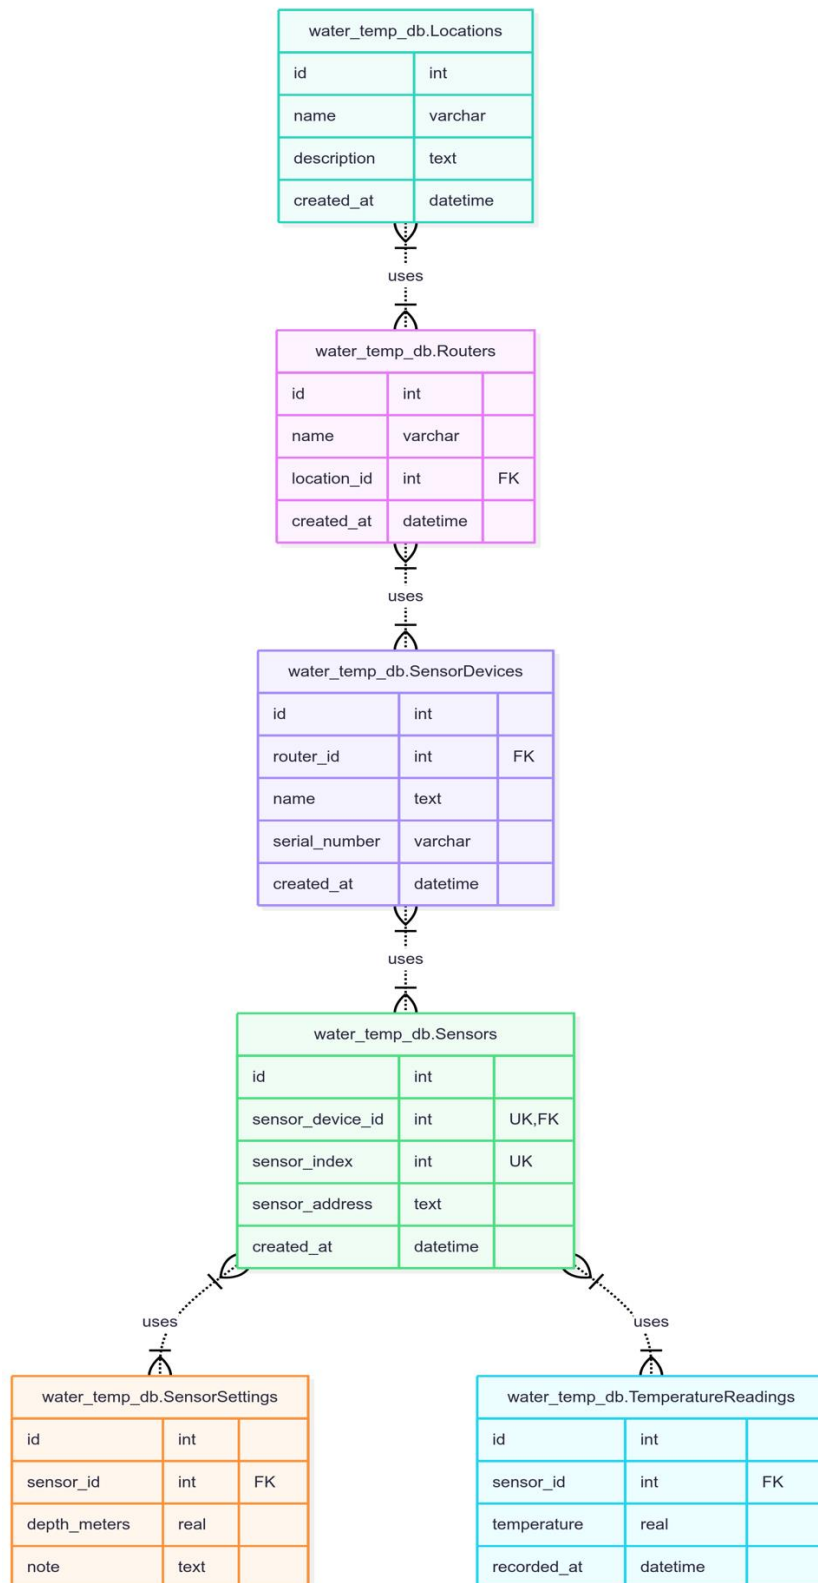 water_temp_db.Locations
id int
name varchar
description text
created_at datetime
uses
water_temp_db.Routers
id int
name varchar
location_id int FK
created_at datetime
uses
water_temp_db.SensorDevices
id int
router_id int FK
name text
serial_number varchar
created_at datetime
uses
water_temp_db.Sensors
id int
sensor_device_id int UK,FK
sensor_index int UK
sensor_address text
created_at datetime
uses
uses
water_temp_db.SensorSettings
id int
sensor_id int FK
depth_meters real
note text
water_temp_db.TemperatureReadings
id int
sensor_id int FK
temperature real
recorded_at datetime